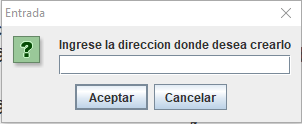 Entrada
?
Ingrese la direccion donde desea crearlo
Aceptar Cancelar